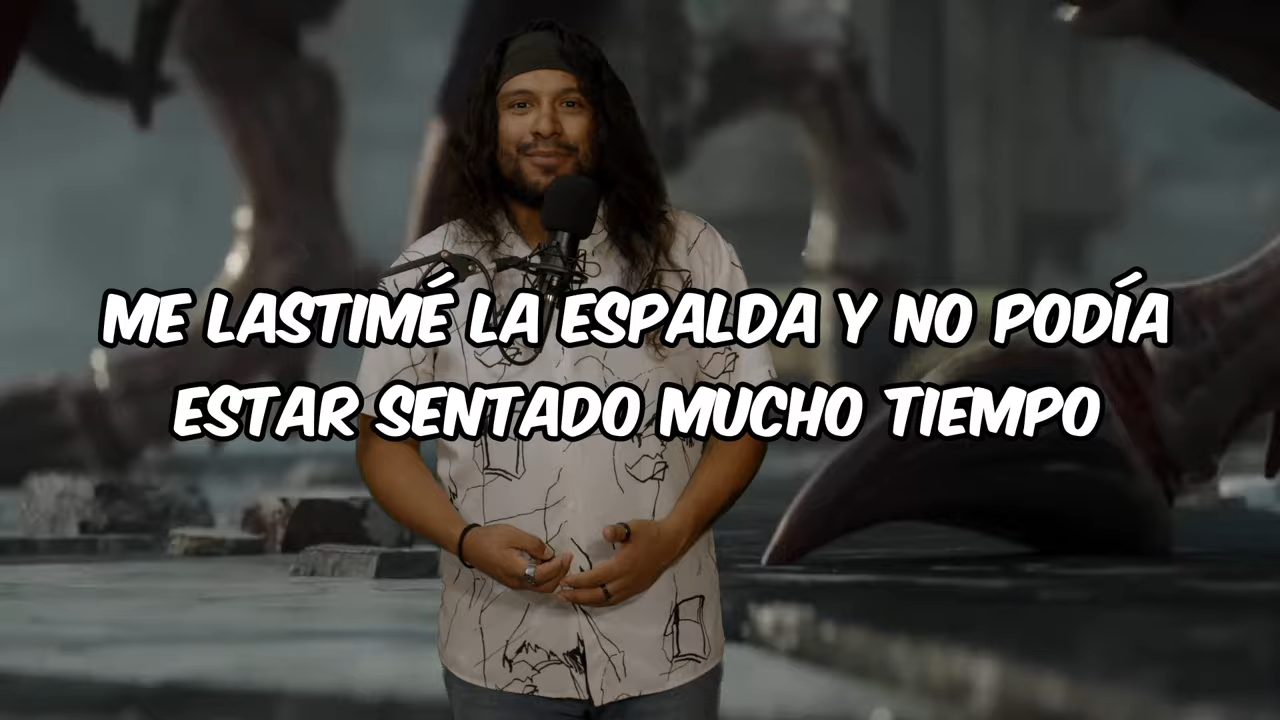 ME LASTIMÉ LA ESPALDA Y NO PODÍA
ESTAR SENTADO MUCHO TIEMPO